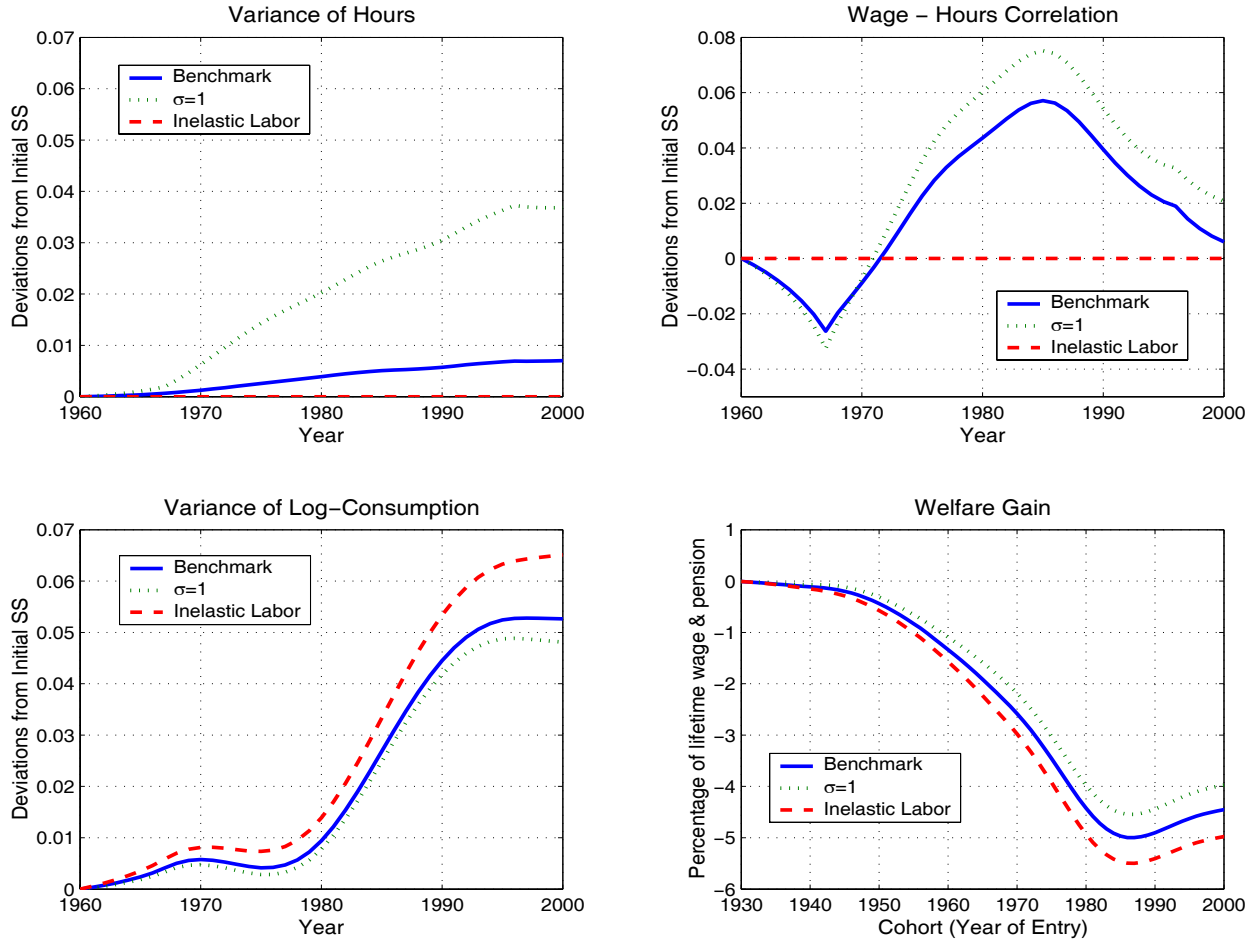 Variance of Hours
Deviations from Initial SS
0.07
0.06
0.05
0.04
0.03
0.02
0.01
0
Benchmark
σ=1
Inelastic Labor
1960
1970
1980
1990
2000
Year
Wage – Hours Correlation
Deviations from Initial SS
0.08
0.06
0.04
0.02
0
−0.02
−0.04
Benchmark
σ=1
Inelastic Labor
1960
1970
1980
1990
2000
Year
Variance of Log−Consumption
Deviations from Initial SS
0.07
0.06
0.05
0.04
0.03
0.02
0.01
0
Benchmark
σ=1
Inelastic Labor
1960
1970
1980
1990
2000
Year
Welfare Gain
Percentage of lifetime wage & pension
1
0
−1
−2
−3
−4
−5
−6
Benchmark
σ=1
Inelastic Labor
1930
1940
1950
1960
1970
1980
1990
2000
Cohort (Year of Entry)